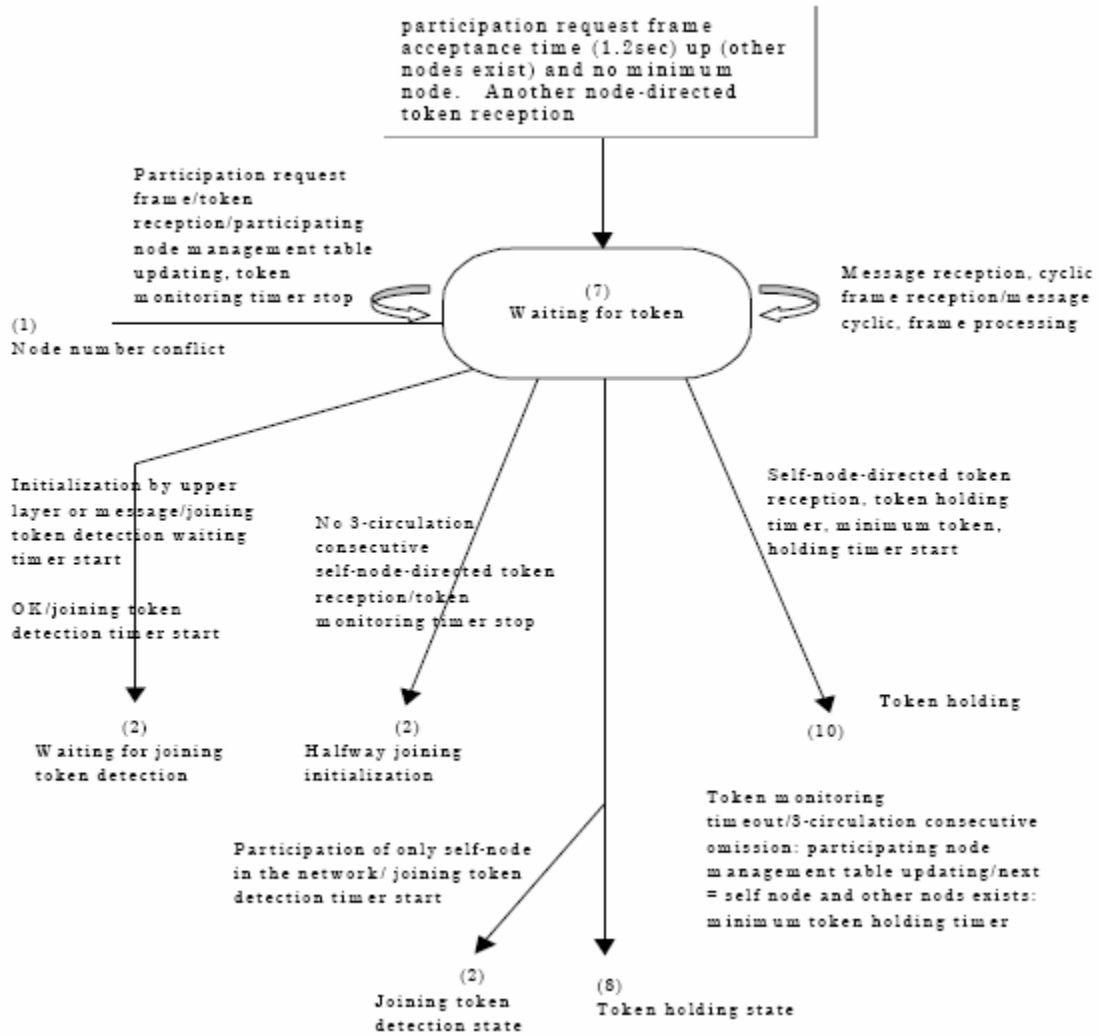 participation request frame
acceptance time (1.2sec) up (other
nodes exist) and no minimum
node. Another node-directed
token reception
Participation request
frame/token
reception/participating
node management table
updating, token
monitoring timer stop
(7)
Waiting for token
Message reception, cyclic
frame reception/message
cyclic, frame processing
(1)
Node number conflict
Initialization by upper
layer or message/joining
token detection waiting
timer start
OK/joining token
detection timer start
No 3-circulation
consecutive
self-node-directed token
reception/token
monitoring timer stop
Self-node-directed token
reception, token holding
timer, minimum token,
holding timer start
(2)
Waiting for joining
token detection
(2)
Halfway joining
initialization
Token holding
(10)
Participation of only self-node
in the network/ joining token
detection timer start
Token monitoring
timeout/3-circulation consecutive
omission: participating node
management table updating/next
= self node and other nods exists:
minimum token holding timer
(2)
Joining token
detection state
(8)
Token holding state